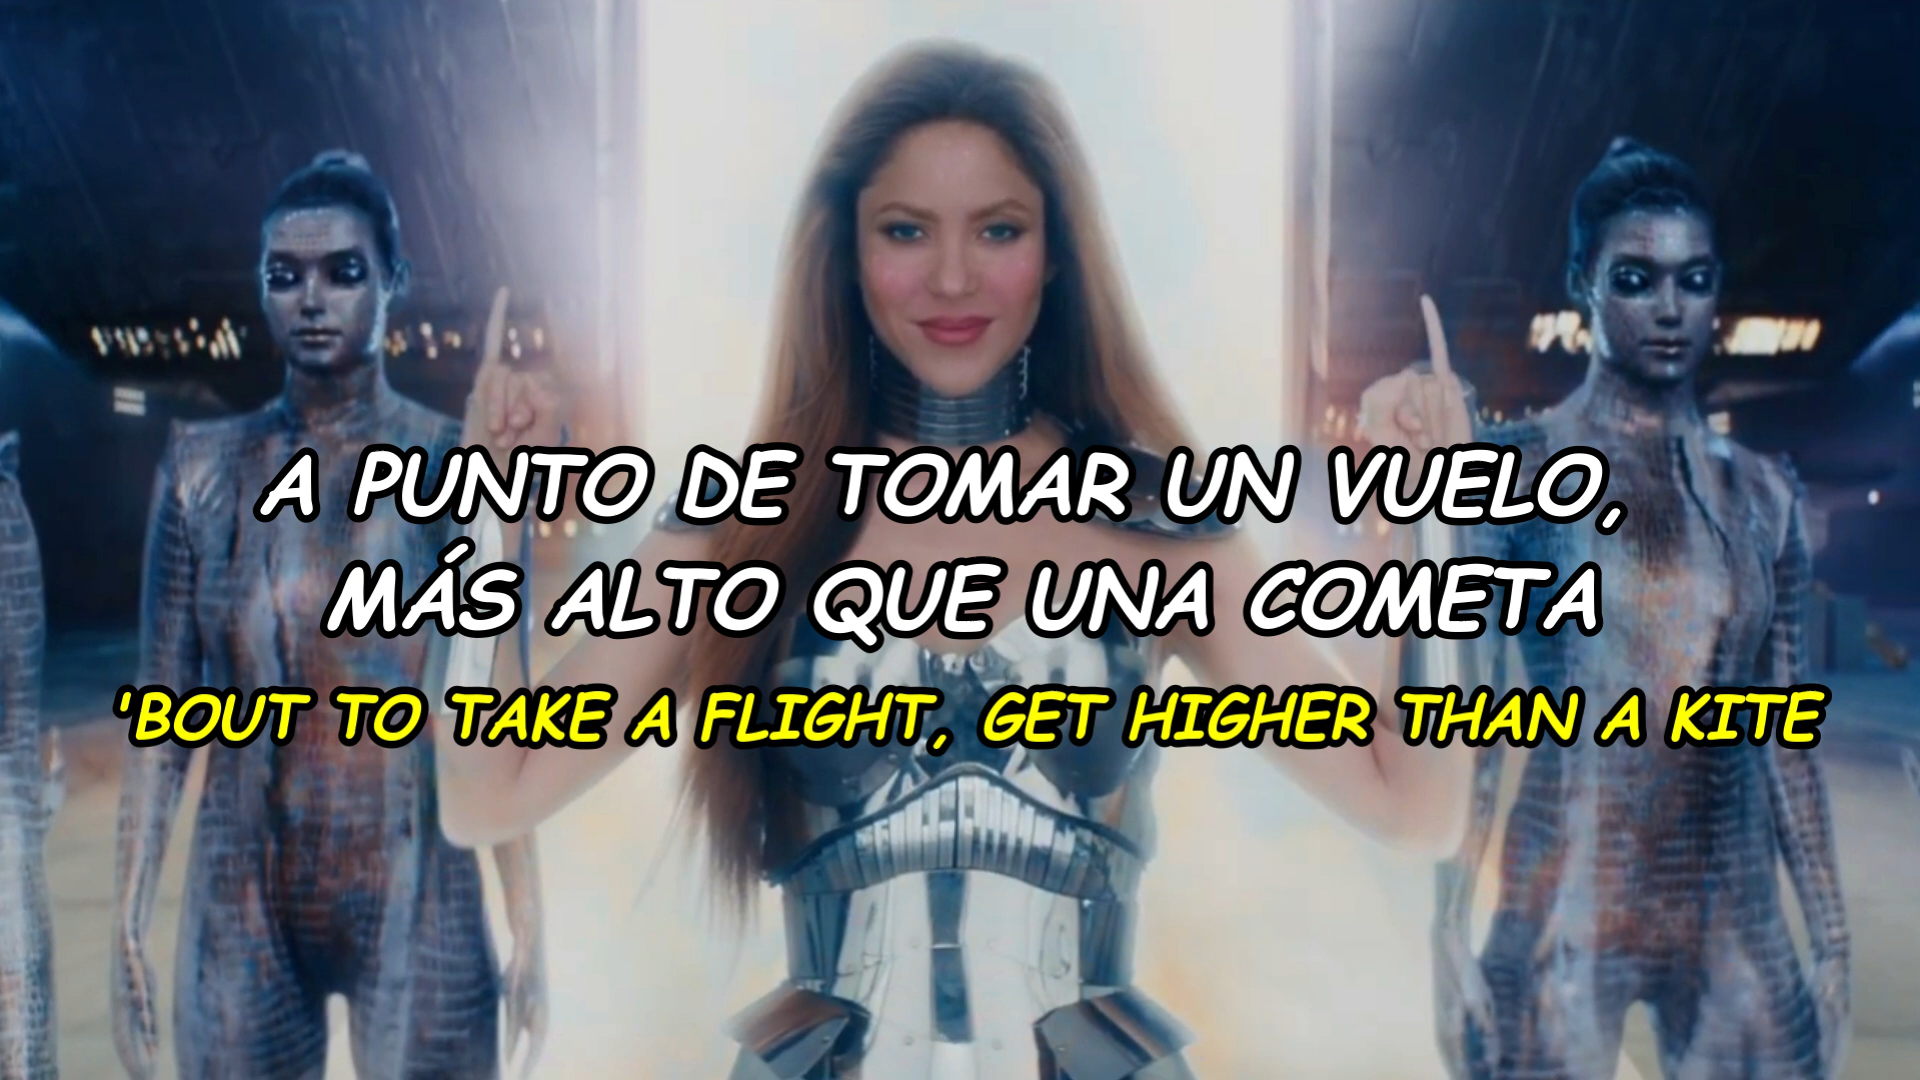 A PUNTO DE TOMAR UN VUELO,
MÁS ALTO QUE UNA COMETA
'BOUT TO TAKE A FLIGHT, GET HIGHER THAN A KITE